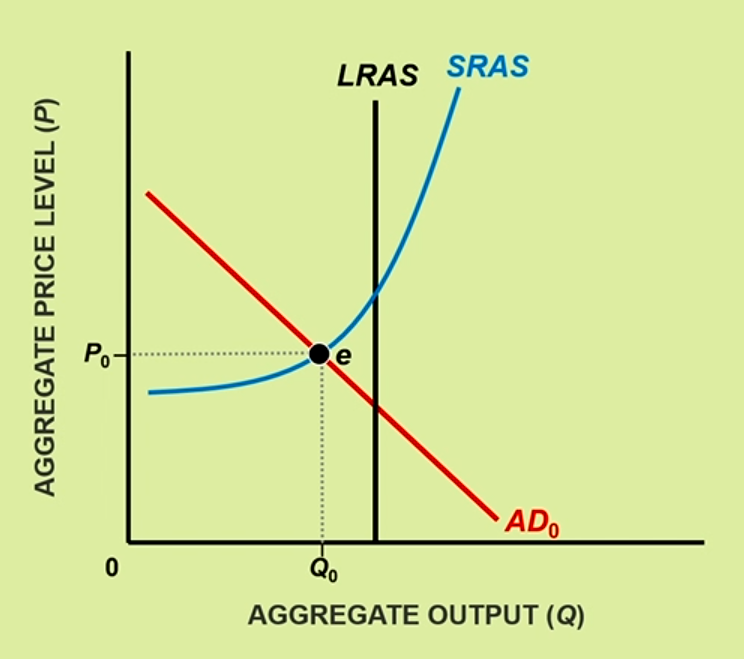 LRAS
SRAS
AGGREGATE PRICE LEVEL (P)
P₀
e
AD₀
0
Q₀
AGGREGATE OUTPUT (Q)